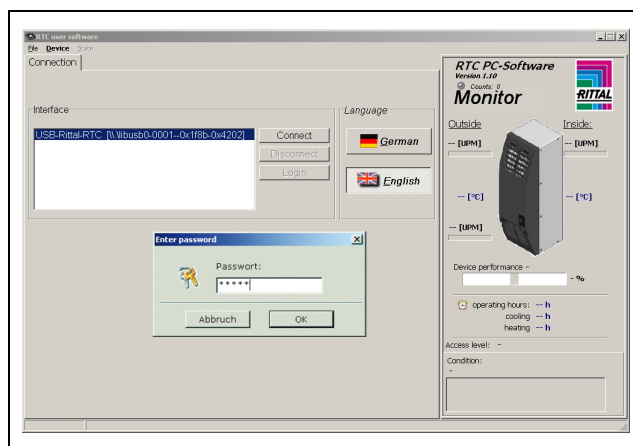 RTC user software
File Device State
Connection
Interface
USB-Rittal-RTC [\\.\libusb0-0001--0x1f8b-0x4202]
Connect
Disconnect
Login
Language
German
English
Enter password
Passwort:
*****
Abbruch OK
RTC PC-Software
Version 1.10
Counts: 0
Monitor
RITTAL
Outside Inside:
-- [UPM] -- [UPM]
-- [°C] -- [°C]
-- [UPM]
Device performance -
- %
operating hours: -- h
cooling -- h
heating -- h
Access level: -
Condition:
-